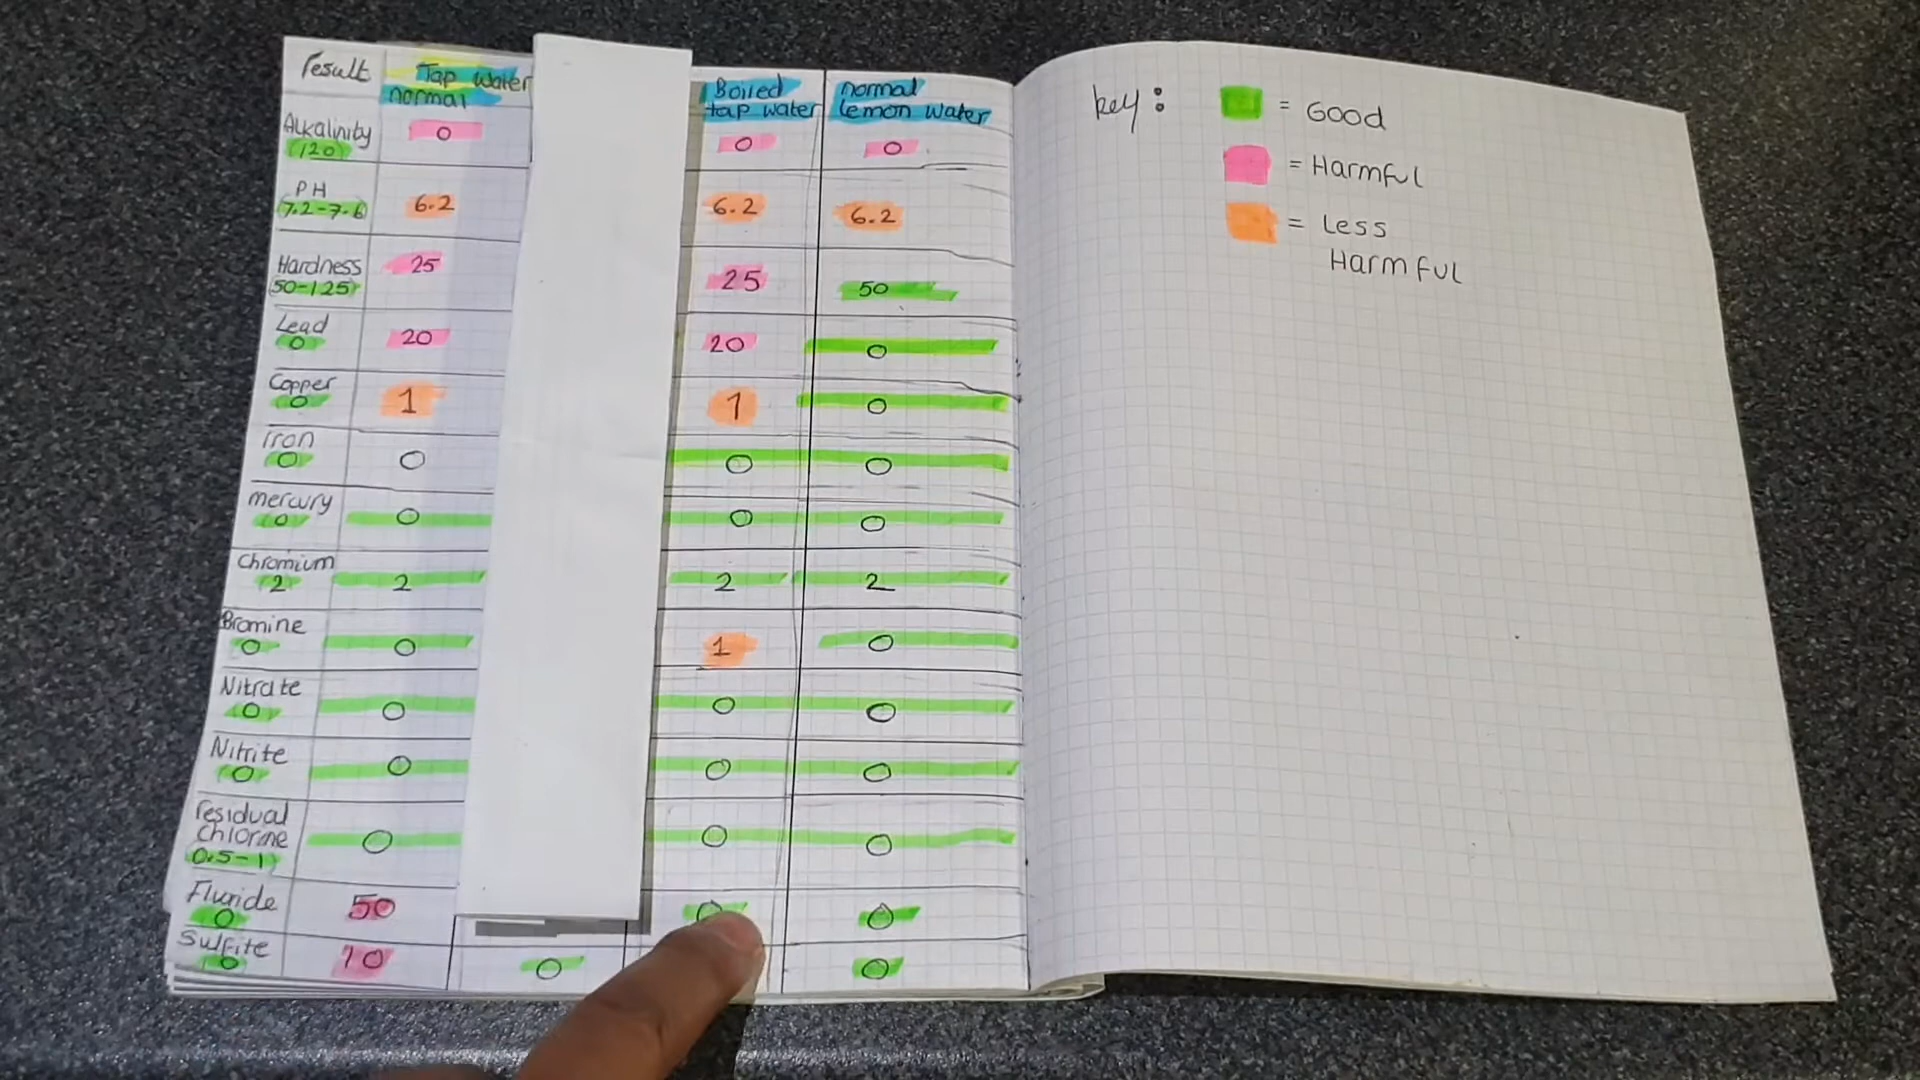 result Tap water Boiled normal
normal tap water lemon water
Alkalinity 0 0 0
120
PH 6.2 6.2 6.2
7.2-7.6
Hardness 25 25 50
50-125
Lead 20 20 0
0
Copper 1 1 0
0
iron 0 0 0
0
mercury 0 0 0
0
Chromium 2 2 2
2
Bromine 0 1 0
0
Nitrate 0 0 0
0
Nitrite 0 0 0
0
residual
chlorine 0 0 0
0.5-1
Fluride 50 0 0
0
Sulfite 10 0 0
0
key:
= Good
= Harmful
= Less
Harmful